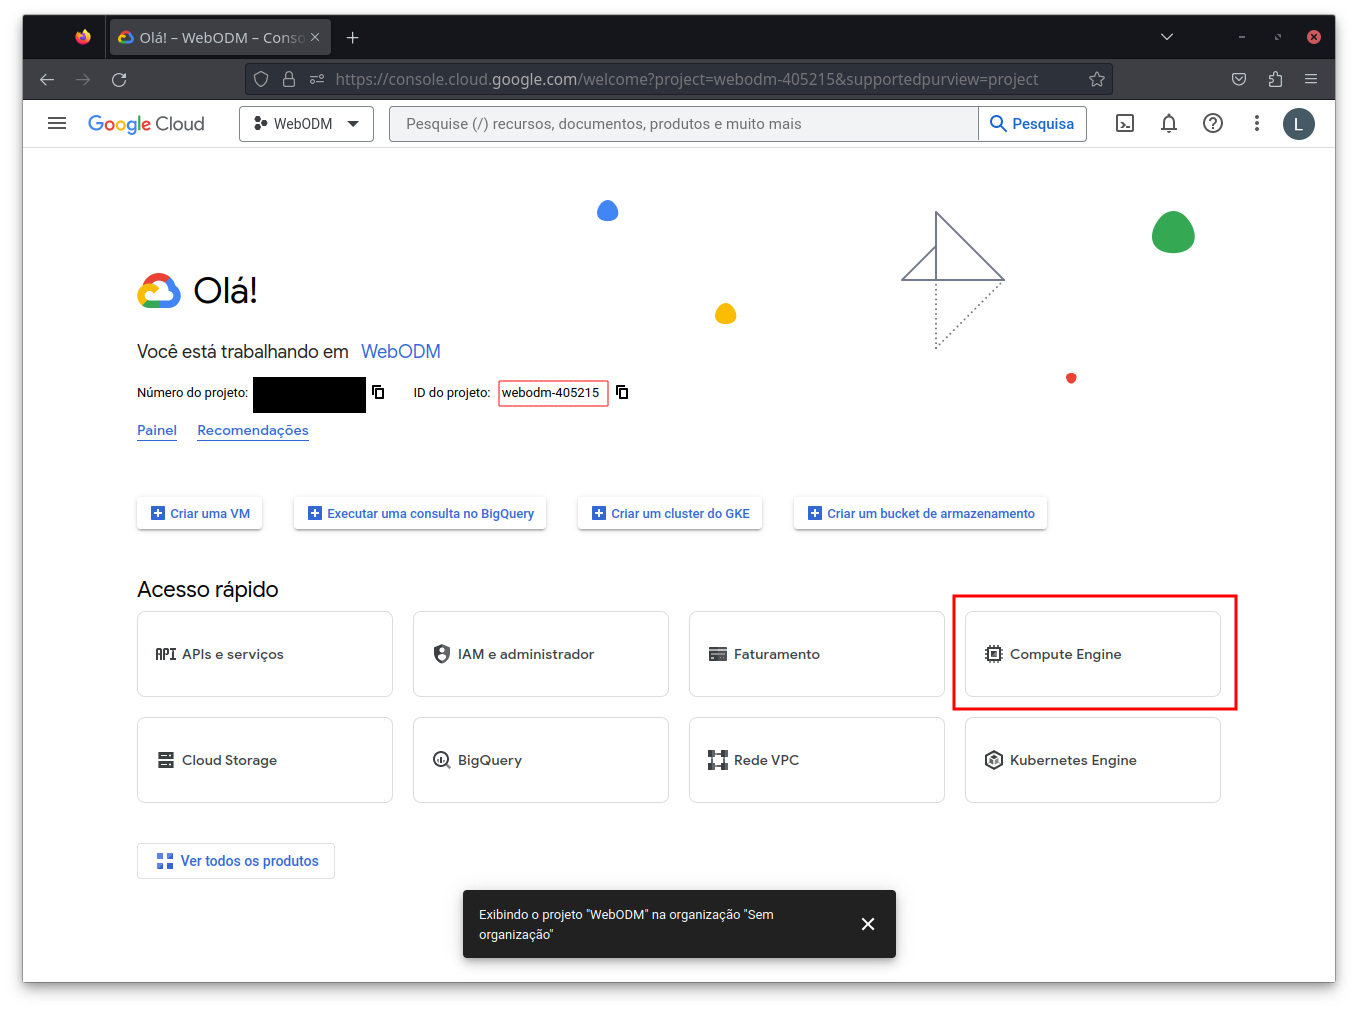 Olá! – WebODM – Conso
https://console.cloud.google.com/welcome?project=webodm-405215&supportedpurview=project
Google Cloud
WebODM
Pesquise (/) recursos, documentos, produtos e muito mais
Pesquisa
L
Olá!
Você está trabalhando em WebODM
Número do projeto:
ID do projeto: webodm-405215
Painel
Recomendações
Criar uma VM
Executar uma consulta no BigQuery
Criar um cluster do GKE
Criar um bucket de armazenamento
Acesso rápido
API APIs e serviços
IAM e administrador
Faturamento
Compute Engine
Cloud Storage
BigQuery
Rede VPC
Kubernetes Engine
Ver todos os produtos
Exibindo o projeto "WebODM" na organização "Sem
organização"